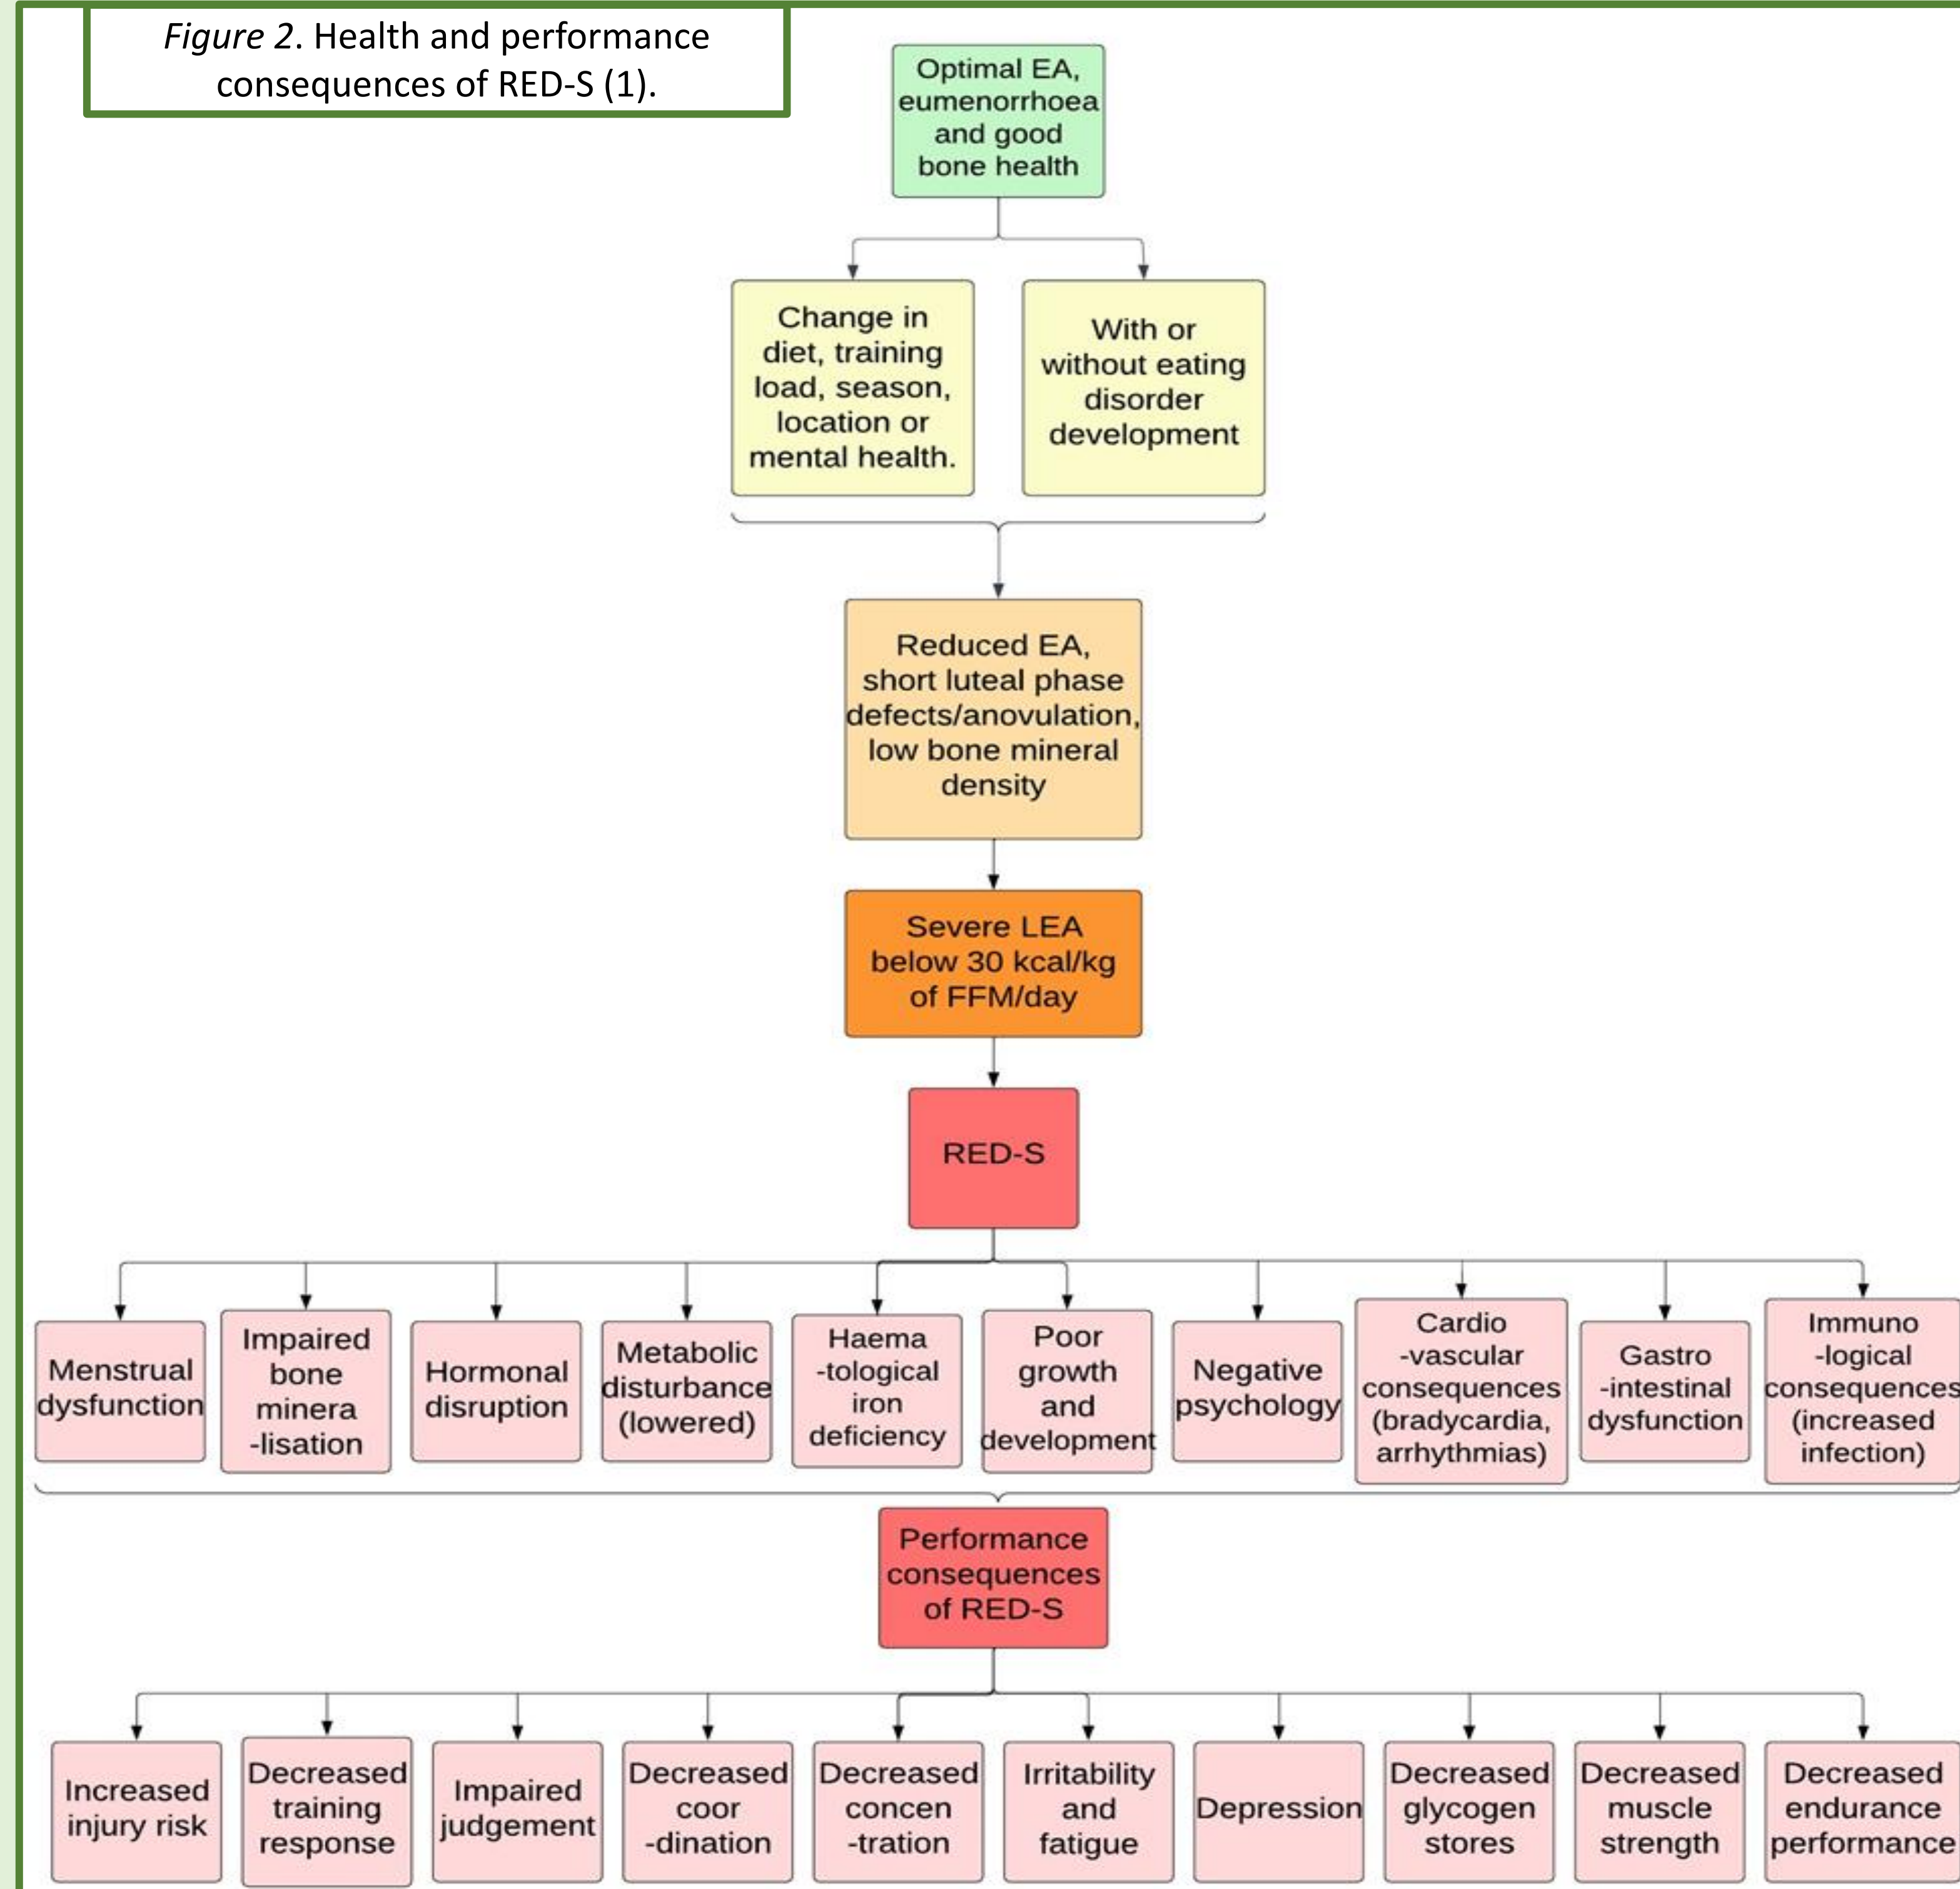 Figure 2. Health and performance
consequences of RED-S (1).
Optimal EA,
eumenorrhoea
and good
bone health
Change in
diet, training
load, season,
location or
mental health.
With or
without eating
disorder
development
Reduced EA,
short luteal phase
defects/anovulation,
low bone mineral
density
Severe LEA
below 30 kcal/kg
of FFM/day
RED-S
Menstrual
dysfunction
Impaired
bone
minera
-lisation
Hormonal
disruption
Metabolic
disturbance
(lowered)
Haema
-tological
iron
deficiency
Poor
growth
and
development
Negative
psychology
Cardio
-vascular
consequences
(bradycardia,
arrhythmias)
Gastro
-intestinal
dysfunction
Immuno
-logical
consequences
(increased
infection)
Performance
consequences
of RED-S
Increased
injury risk
Decreased
training
response
Impaired
judgement
Decreased
coor
-dination
Decreased
concen
-tration
Irritability
and
fatigue
Depression
Decreased
glycogen
stores
Decreased
muscle
strength
Decreased
endurance
performance